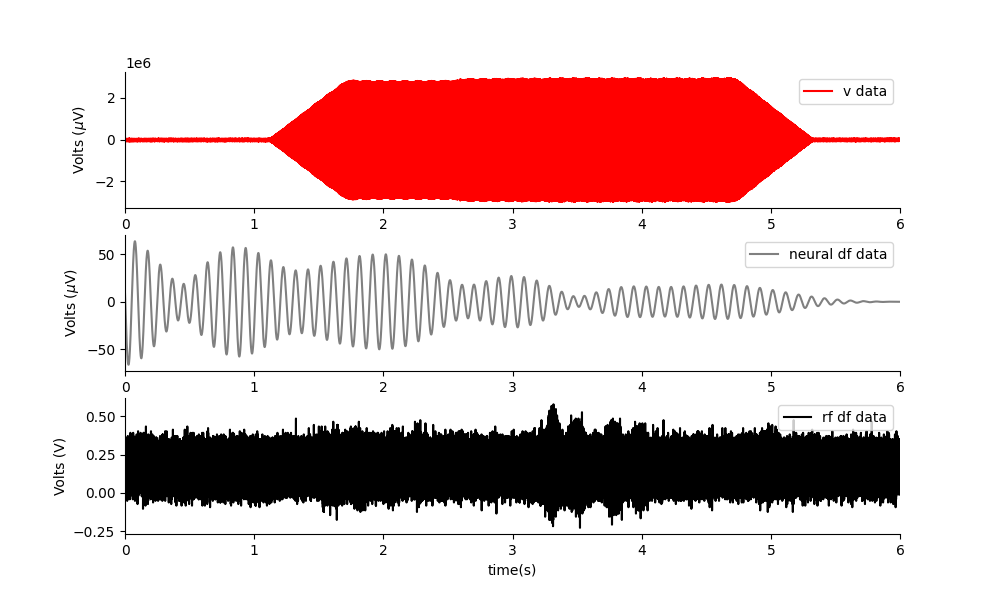 1e6
Volts (μV)
2
0
−2
v data
0 1 2 3 4 5 6
Volts (μV)
50
0
−50
neural df data
0 1 2 3 4 5 6
Volts (V)
0.50
0.25
0.00
−0.25
rf df data
0 1 2 3 4 5 6
time(s)